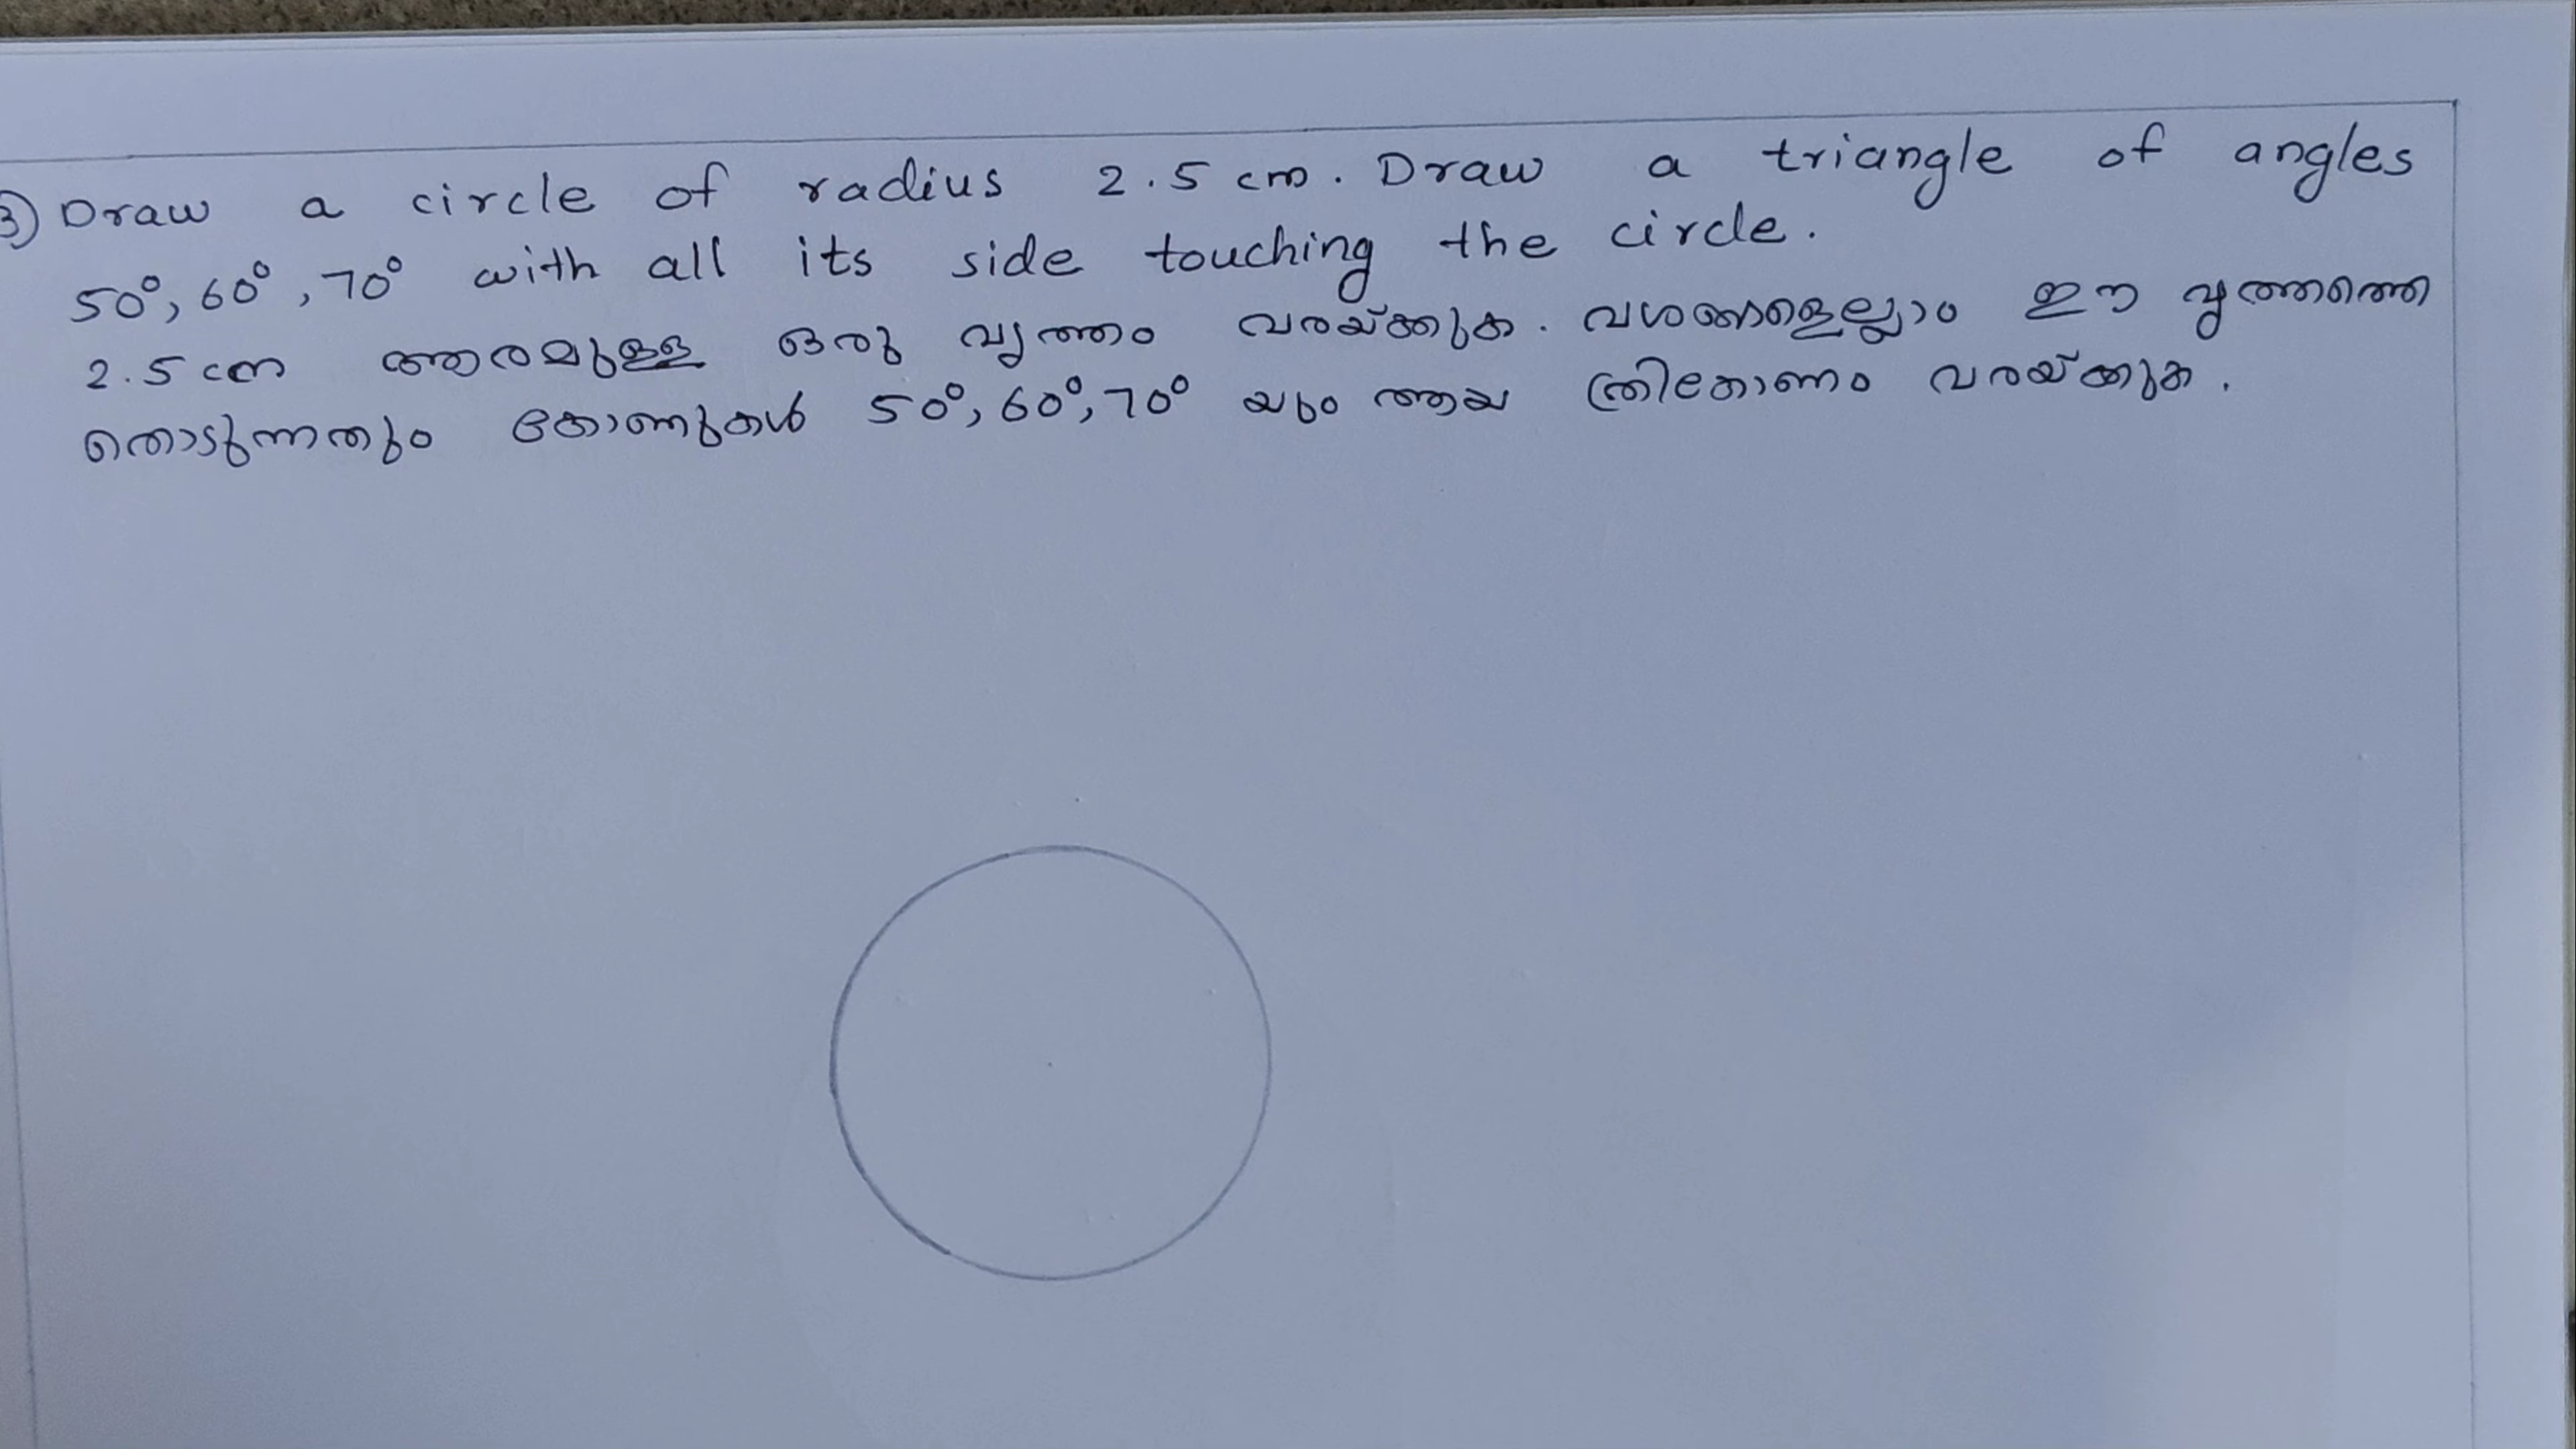 3) Draw a circle of radius 2.5 cm. Draw a triangle of angles
50°, 60°, 70° with all its side touching the circle.
2.5 cm ആരമുള്ള ഒരു വൃത്തം വരയ്ക്കുക. വശങ്ങളെല്ലാം ഈ വൃത്തത്തെ
തൊടുന്നതും കോണുകൾ 50°, 60°, 70° യും ആയ ത്രികോണം വരയ്ക്കുക.